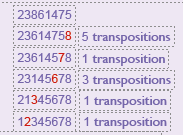 23861475
23614758 5 transpositions
23614578 1 transposition
23145678 3 transpositions
21345678 1 transposition
12345678 1 transposition